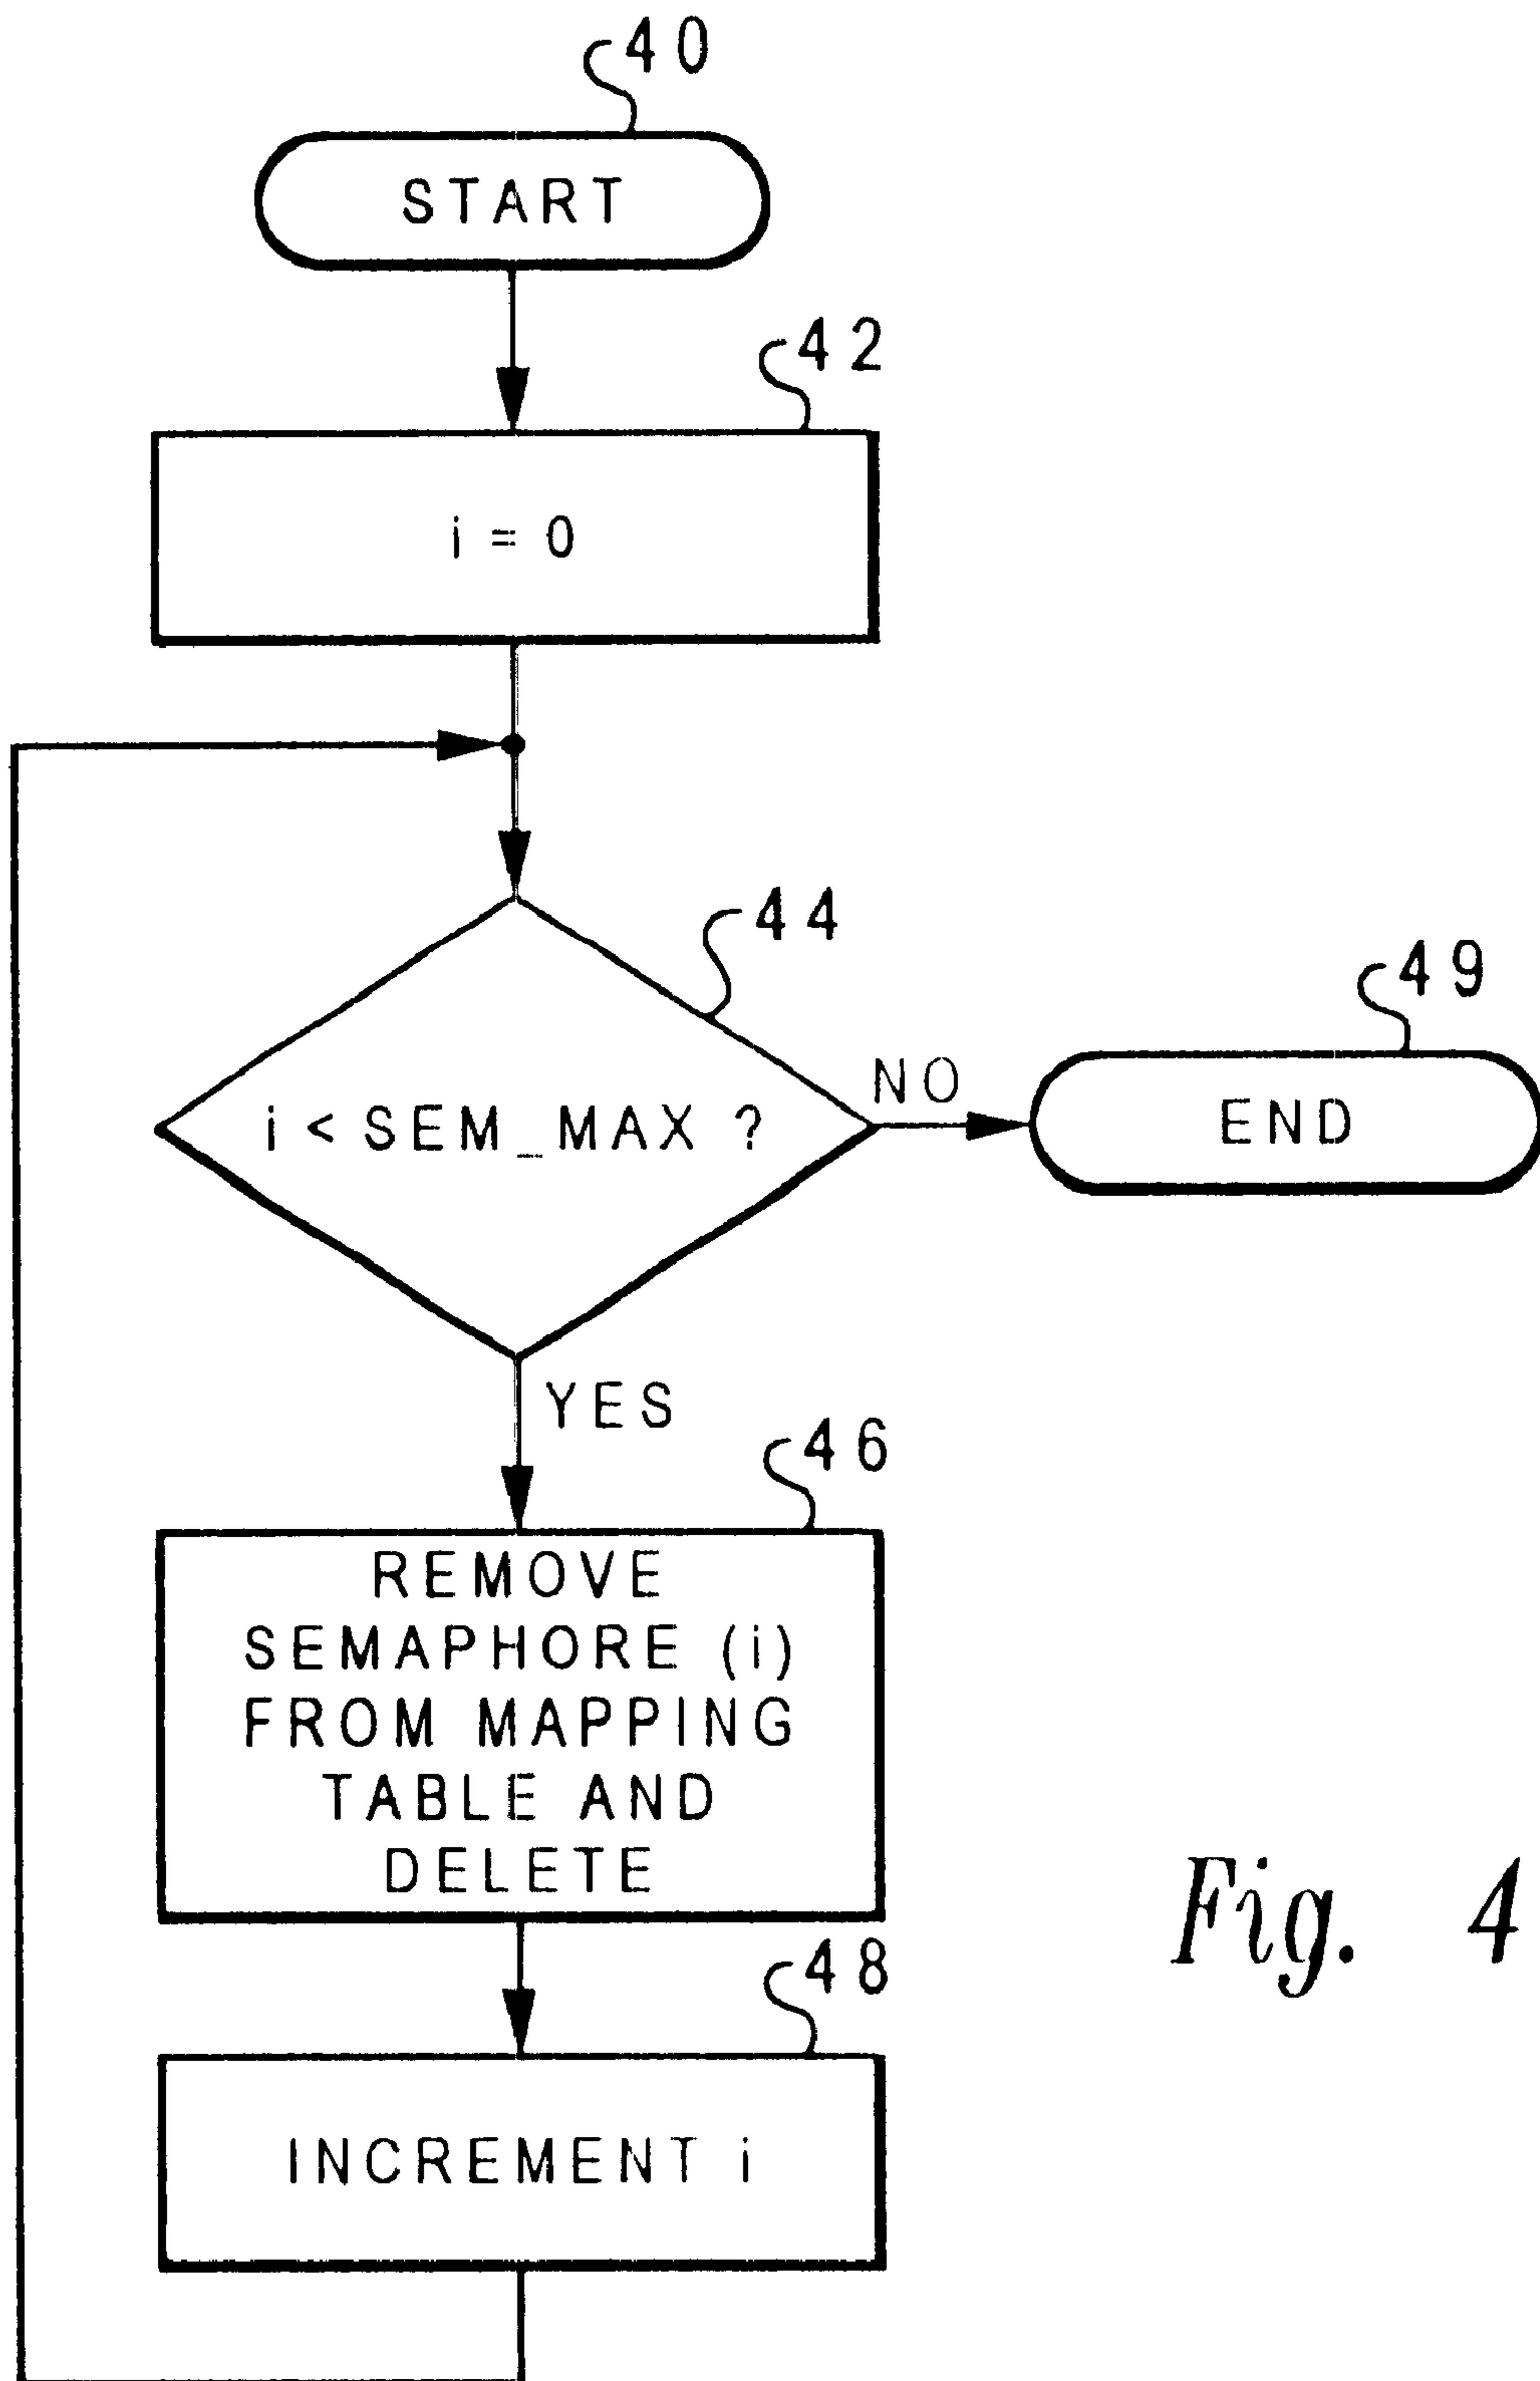 40
START
42
i = 0
44
i < SEM_MAX ?
NO
49
END
YES
46
REMOVE
SEMAPHORE (i)
FROM MAPPING
TABLE AND
DELETE
48
INCREMENT i
Fig. 4